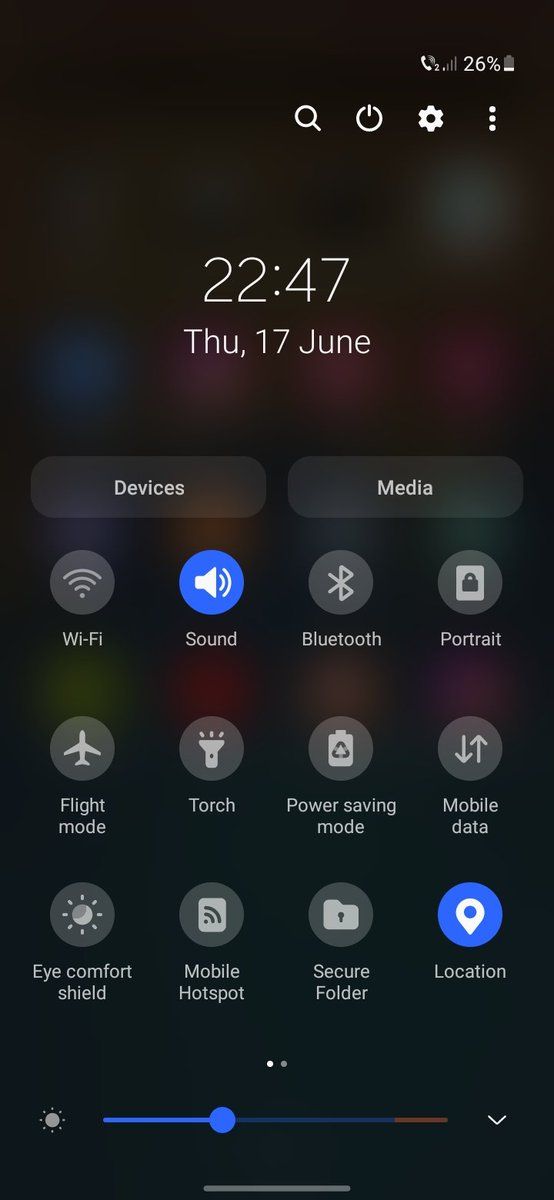 2 26%
22:47
Thu, 17 June
Devices Media
Wi-Fi Sound Bluetooth Portrait
Flight mode Torch Power saving mode Mobile data
Eye comfort shield Mobile Hotspot Secure Folder Location